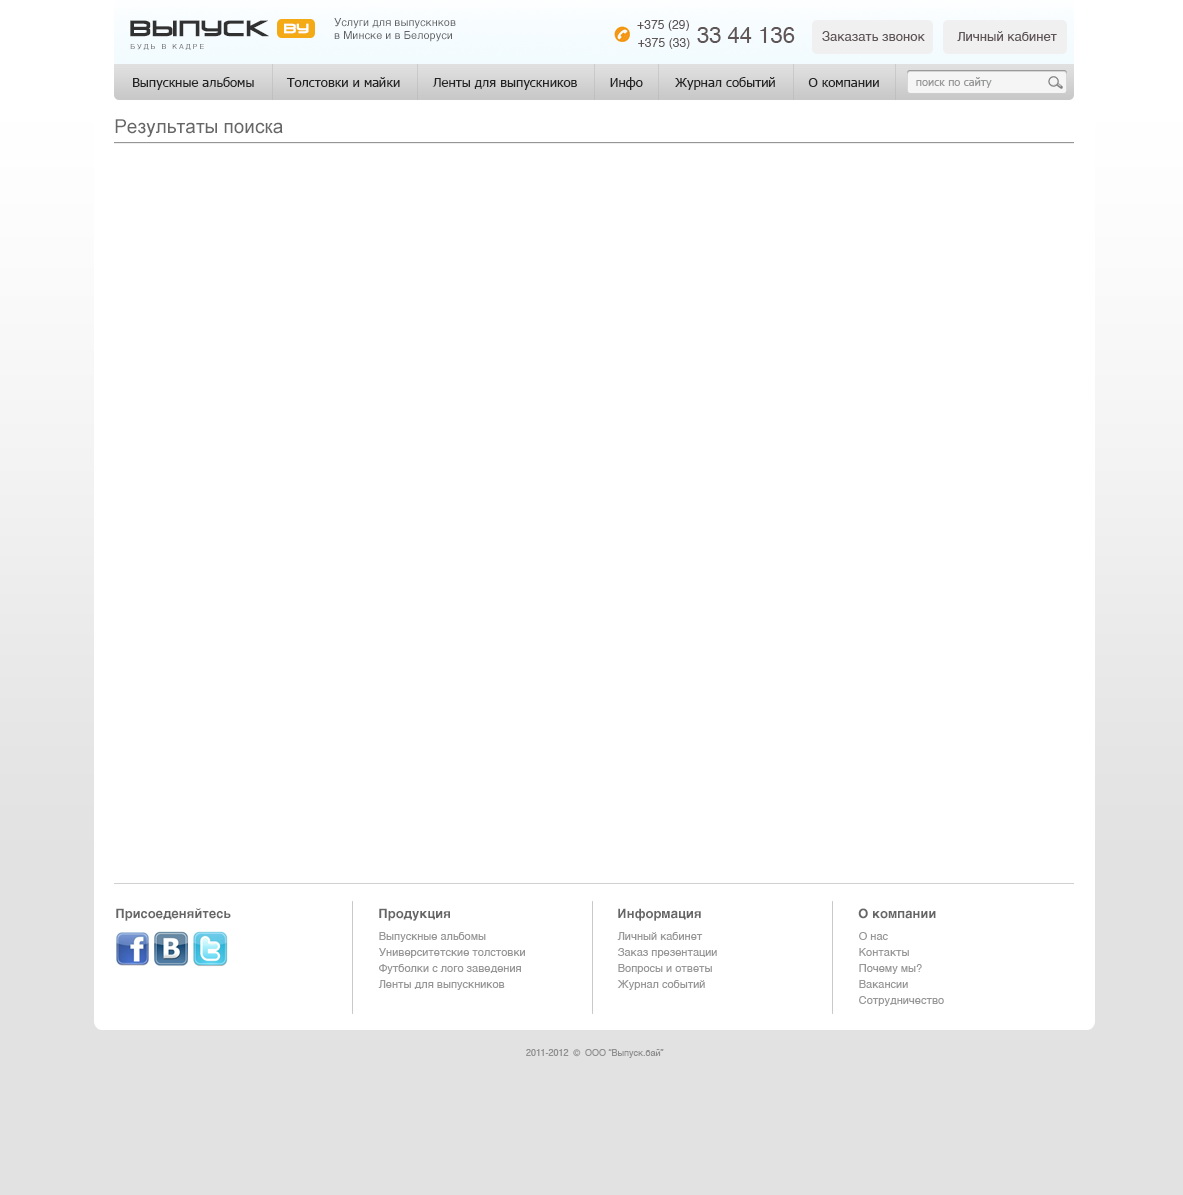 ВЫПУСК BY
БУДЬ В КАДРЕ
Услуги для выпускнков
в Минске и в Белоруси
+375 (29)
+375 (33)
33 44 136
Заказать звонок
Личный кабинет
Выпускные альбомы
Толстовки и майки
Ленты для выпускников
Инфо
Журнал событий
О компании
поиск по сайту
Результаты поиска
Присоеденяйтесь
f
B
t
Продукция
Выпускные альбомы
Университетские толстовки
Футболки с лого заведения
Ленты для выпускников
Информация
Личный кабинет
Заказ презентации
Вопросы и ответы
Журнал событий
О компании
О нас
Контакты
Почему мы?
Вакансии
Сотрудничество
2011-2012 © ООО "Выпуск.бай"